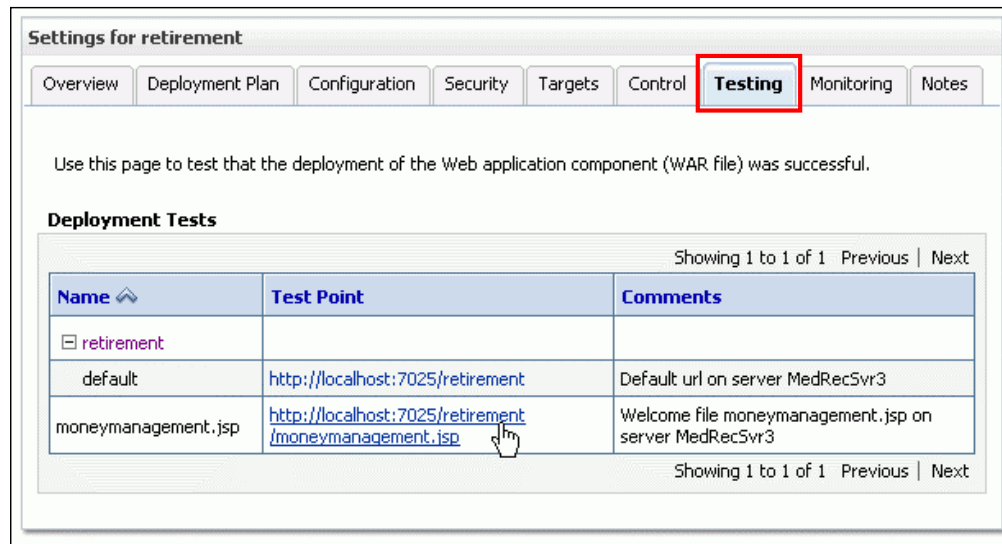 Settings for retirement
Overview Deployment Plan Configuration Security Targets Control Testing Monitoring Notes
Use this page to test that the deployment of the Web application component (WAR file) was successful.
Deployment Tests
Showing 1 to 1 of 1 Previous | Next
Name Test Point Comments
retirement
default http://localhost:7025/retirement Default url on server MedRecSvr3
moneymanagement.jsp http://localhost:7025/retirement Welcome file moneymanagement.jsp on
/moneymanagement.jsp server MedRecSvr3
Showing 1 to 1 of 1 Previous | Next